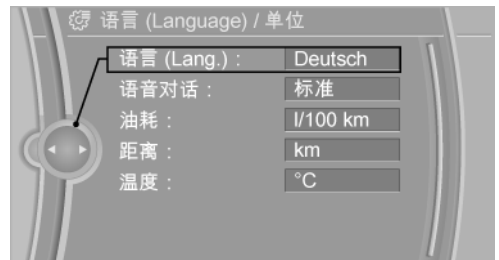 语言 (Language) / 单位
语言 (Lang.) : Deutsch
语音对话 : 标准
油耗 : l/100 km
距离 : km
温度 : °C